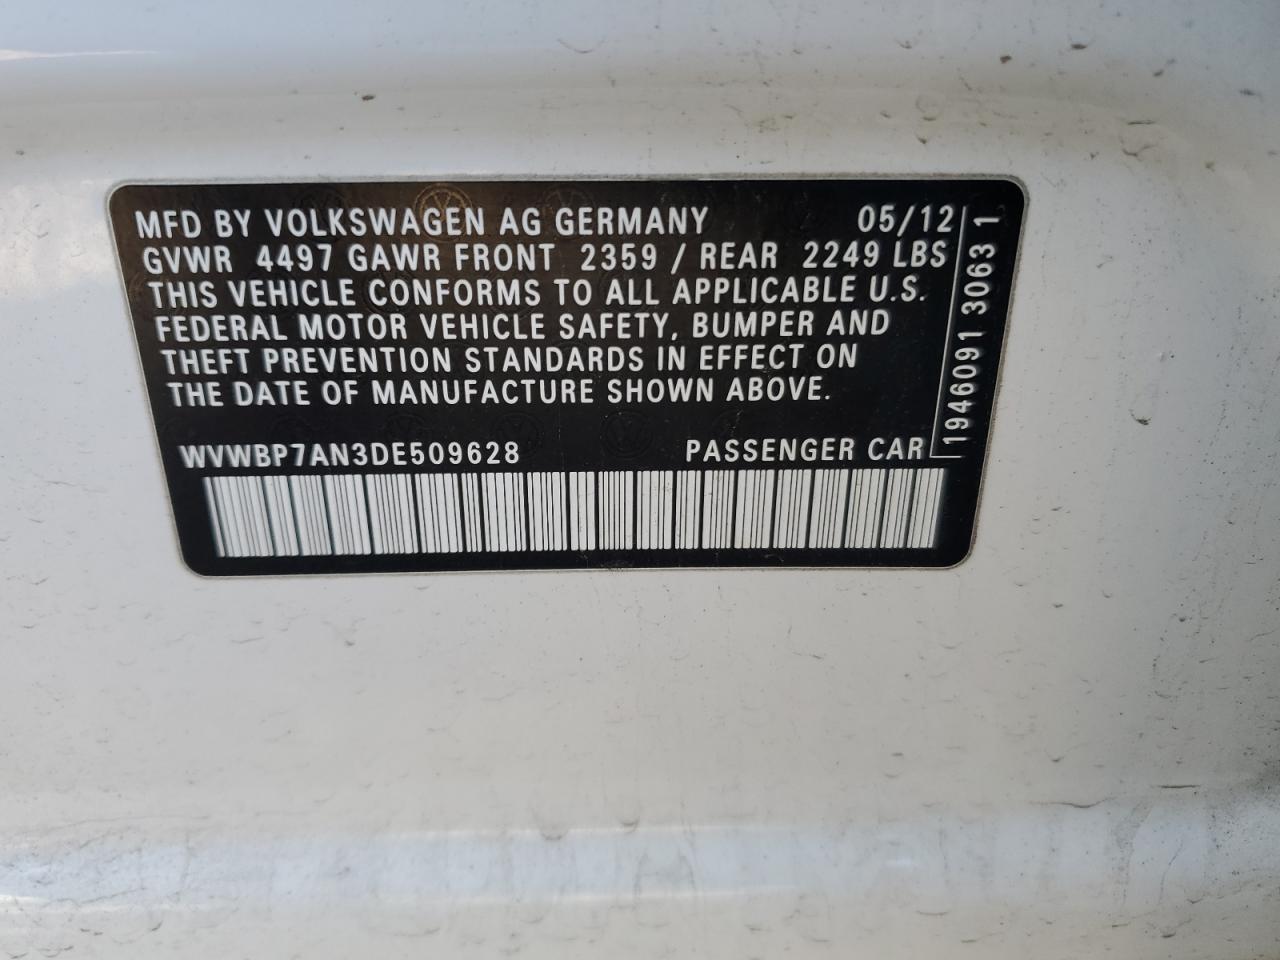 MFD BY VOLKSWAGEN AG GERMANY 05/12
GVWR 4497 GAWR FRONT 2359 / REAR 2249 LBS
THIS VEHICLE CONFORMS TO ALL APPLICABLE U.S.
FEDERAL MOTOR VEHICLE SAFETY, BUMPER AND
THEFT PREVENTION STANDARDS IN EFFECT ON
THE DATE OF MANUFACTURE SHOWN ABOVE.
WVWBP7AN3DE509628 PASSENGER CAR
1946091 3063 1